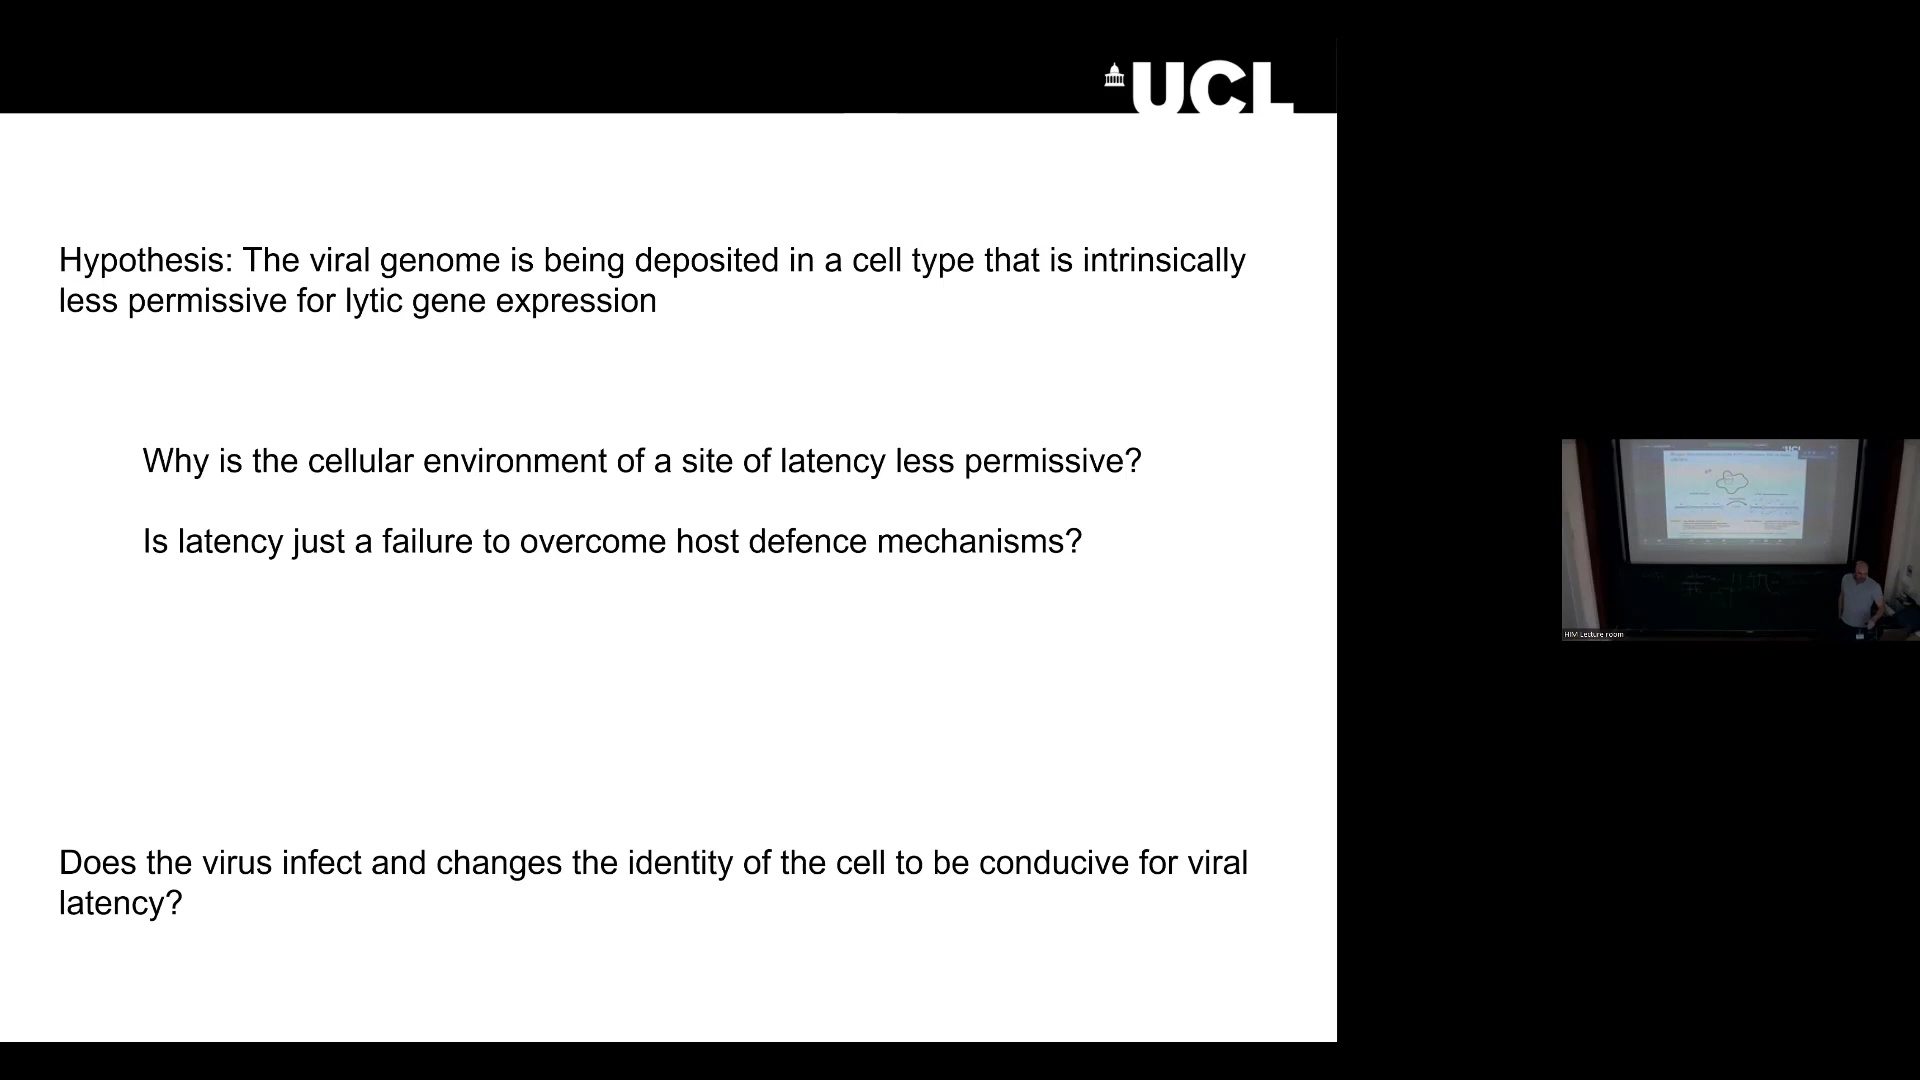 UCL
Hypothesis: The viral genome is being deposited in a cell type that is intrinsically
less permissive for lytic gene expression
Why is the cellular environment of a site of latency less permissive?
Is latency just a failure to overcome host defence mechanisms?
Does the virus infect and changes the identity of the cell to be conducive for viral
latency?
HIM Lecture room